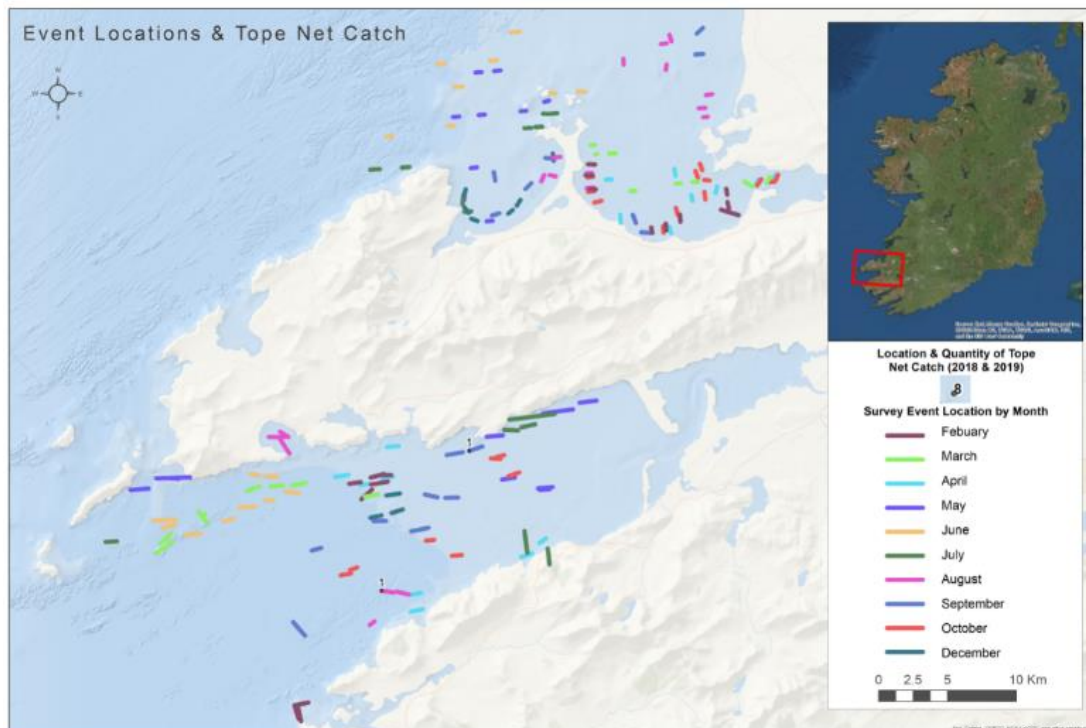 Event Locations & Tope Net Catch
N
W
E
S
1
1
Location & Quantity of Tope
Net Catch (2018 & 2019)
8
Survey Event Location by Month
Febuary
March
April
May
June
July
August
September
October
December
0 2.5 5 10 Km